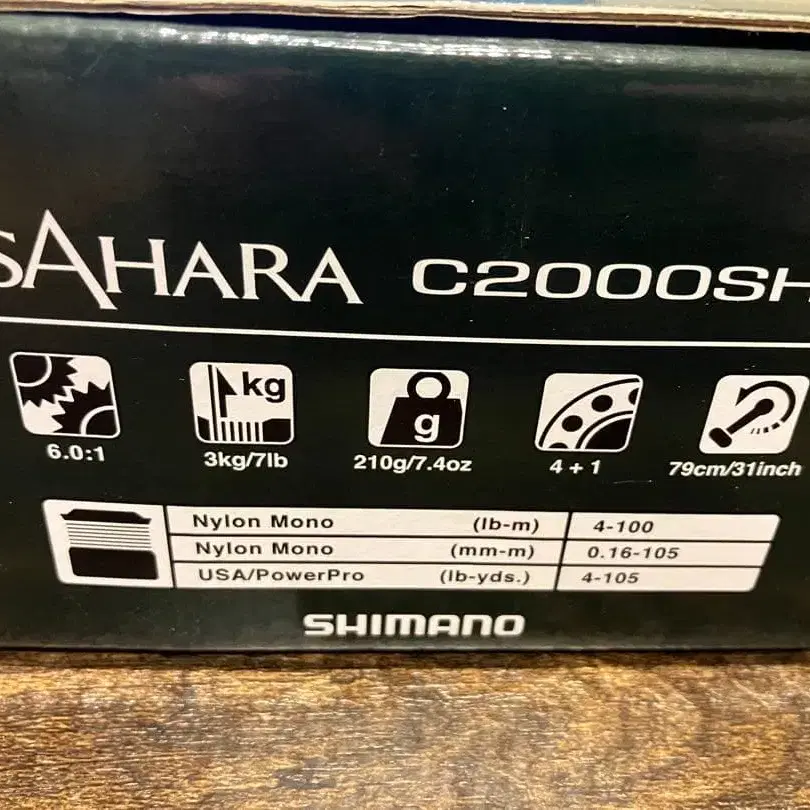 SAHARA C2000SH
kg
g
6.0:1
3kg/7lb
210g/7.4oz
4+1
79cm/31inch
Nylon Mono (lb-m) 4-100
Nylon Mono (mm-m) 0.16-105
USA/PowerPro (lb-yds.) 4-105
SHIMANO